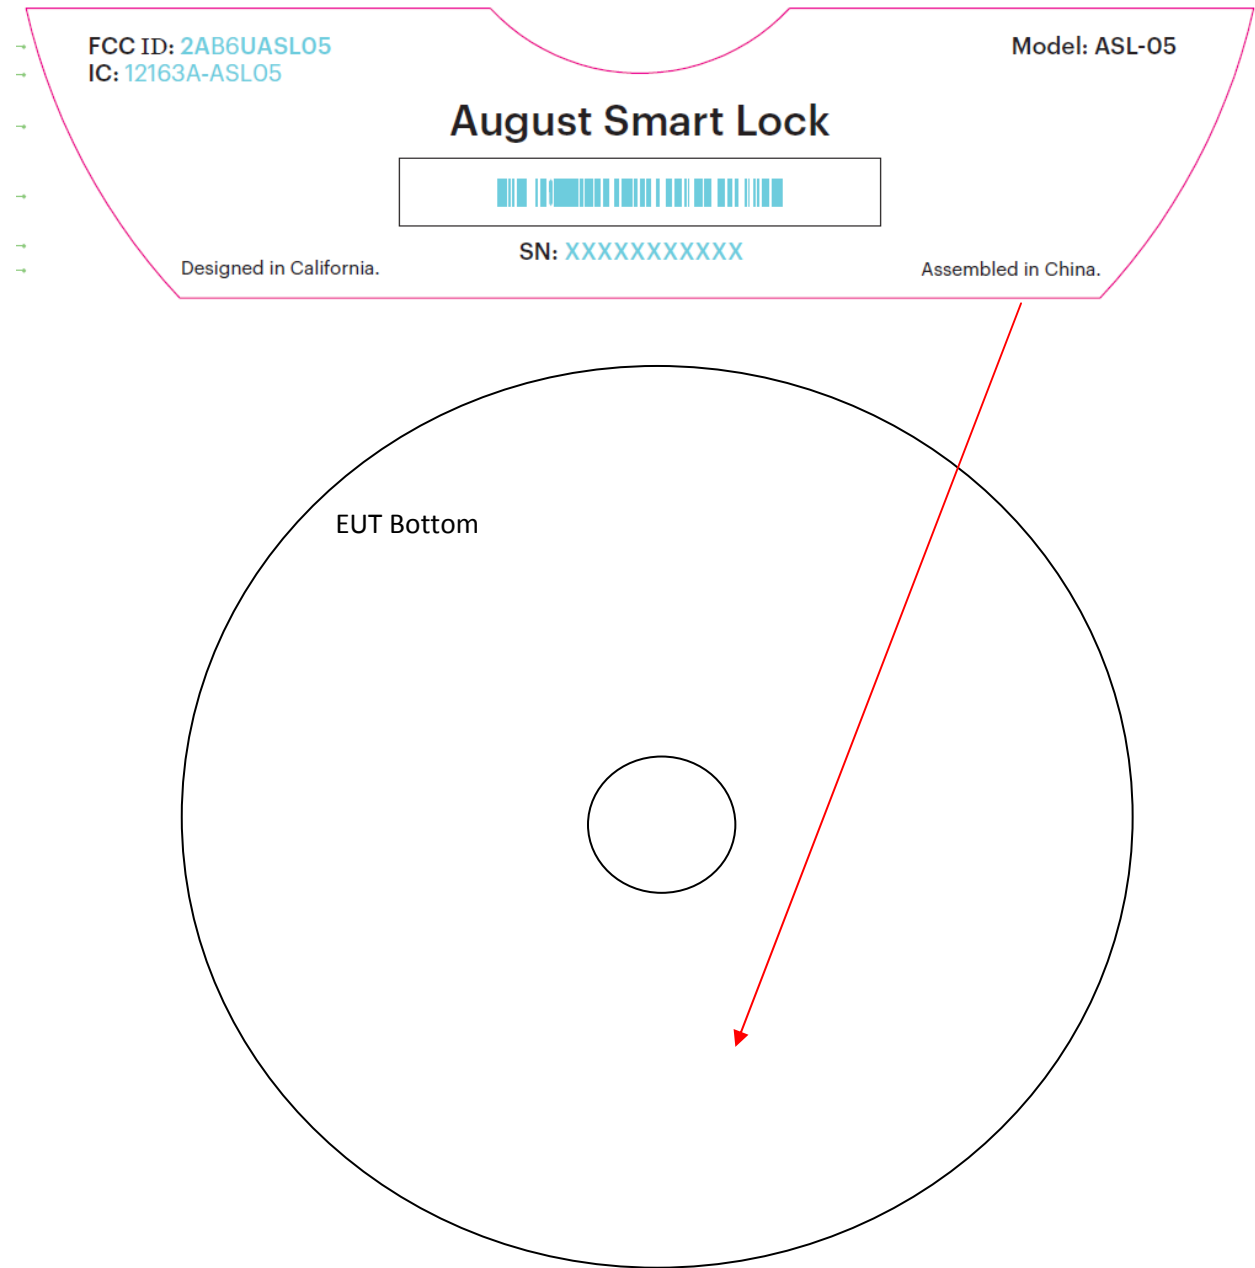 FCC ID: 2AB6UASL05
Model: ASL-05
IC: 12163A-ASL05
August Smart Lock
SN: XXXXXXXXXXX
Designed in California.
Assembled in China.
EUT Bottom